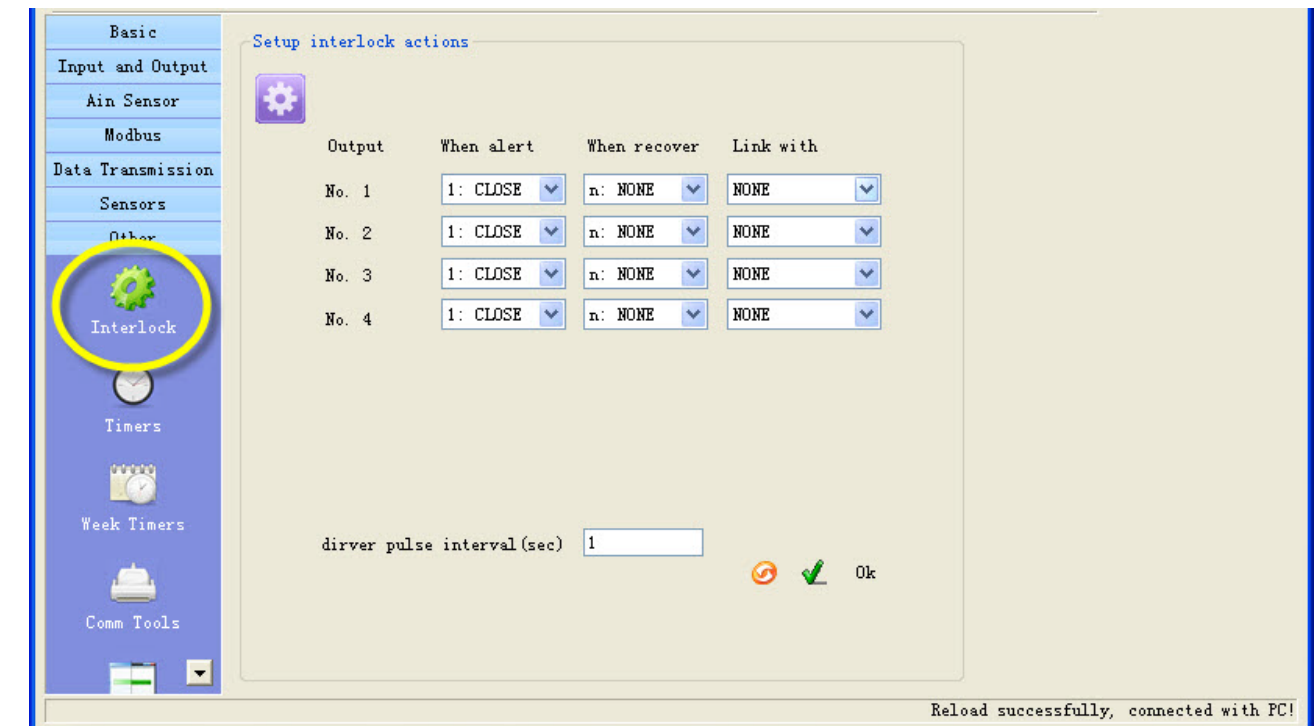 Basic
Input and Output
Ain Sensor
Modbus
Data Transmission
Sensors
Other
Interlock
Timers
Week Timers
Comm Tools
Setup interlock actions
Output When alert When recover Link with
No. 1 1: CLOSE n: NONE NONE
No. 2 1: CLOSE n: NONE NONE
No. 3 1: CLOSE n: NONE NONE
No. 4 1: CLOSE n: NONE NONE
dirver pulse interval(sec) 1
Ok
Reload successfully, connected with PC!